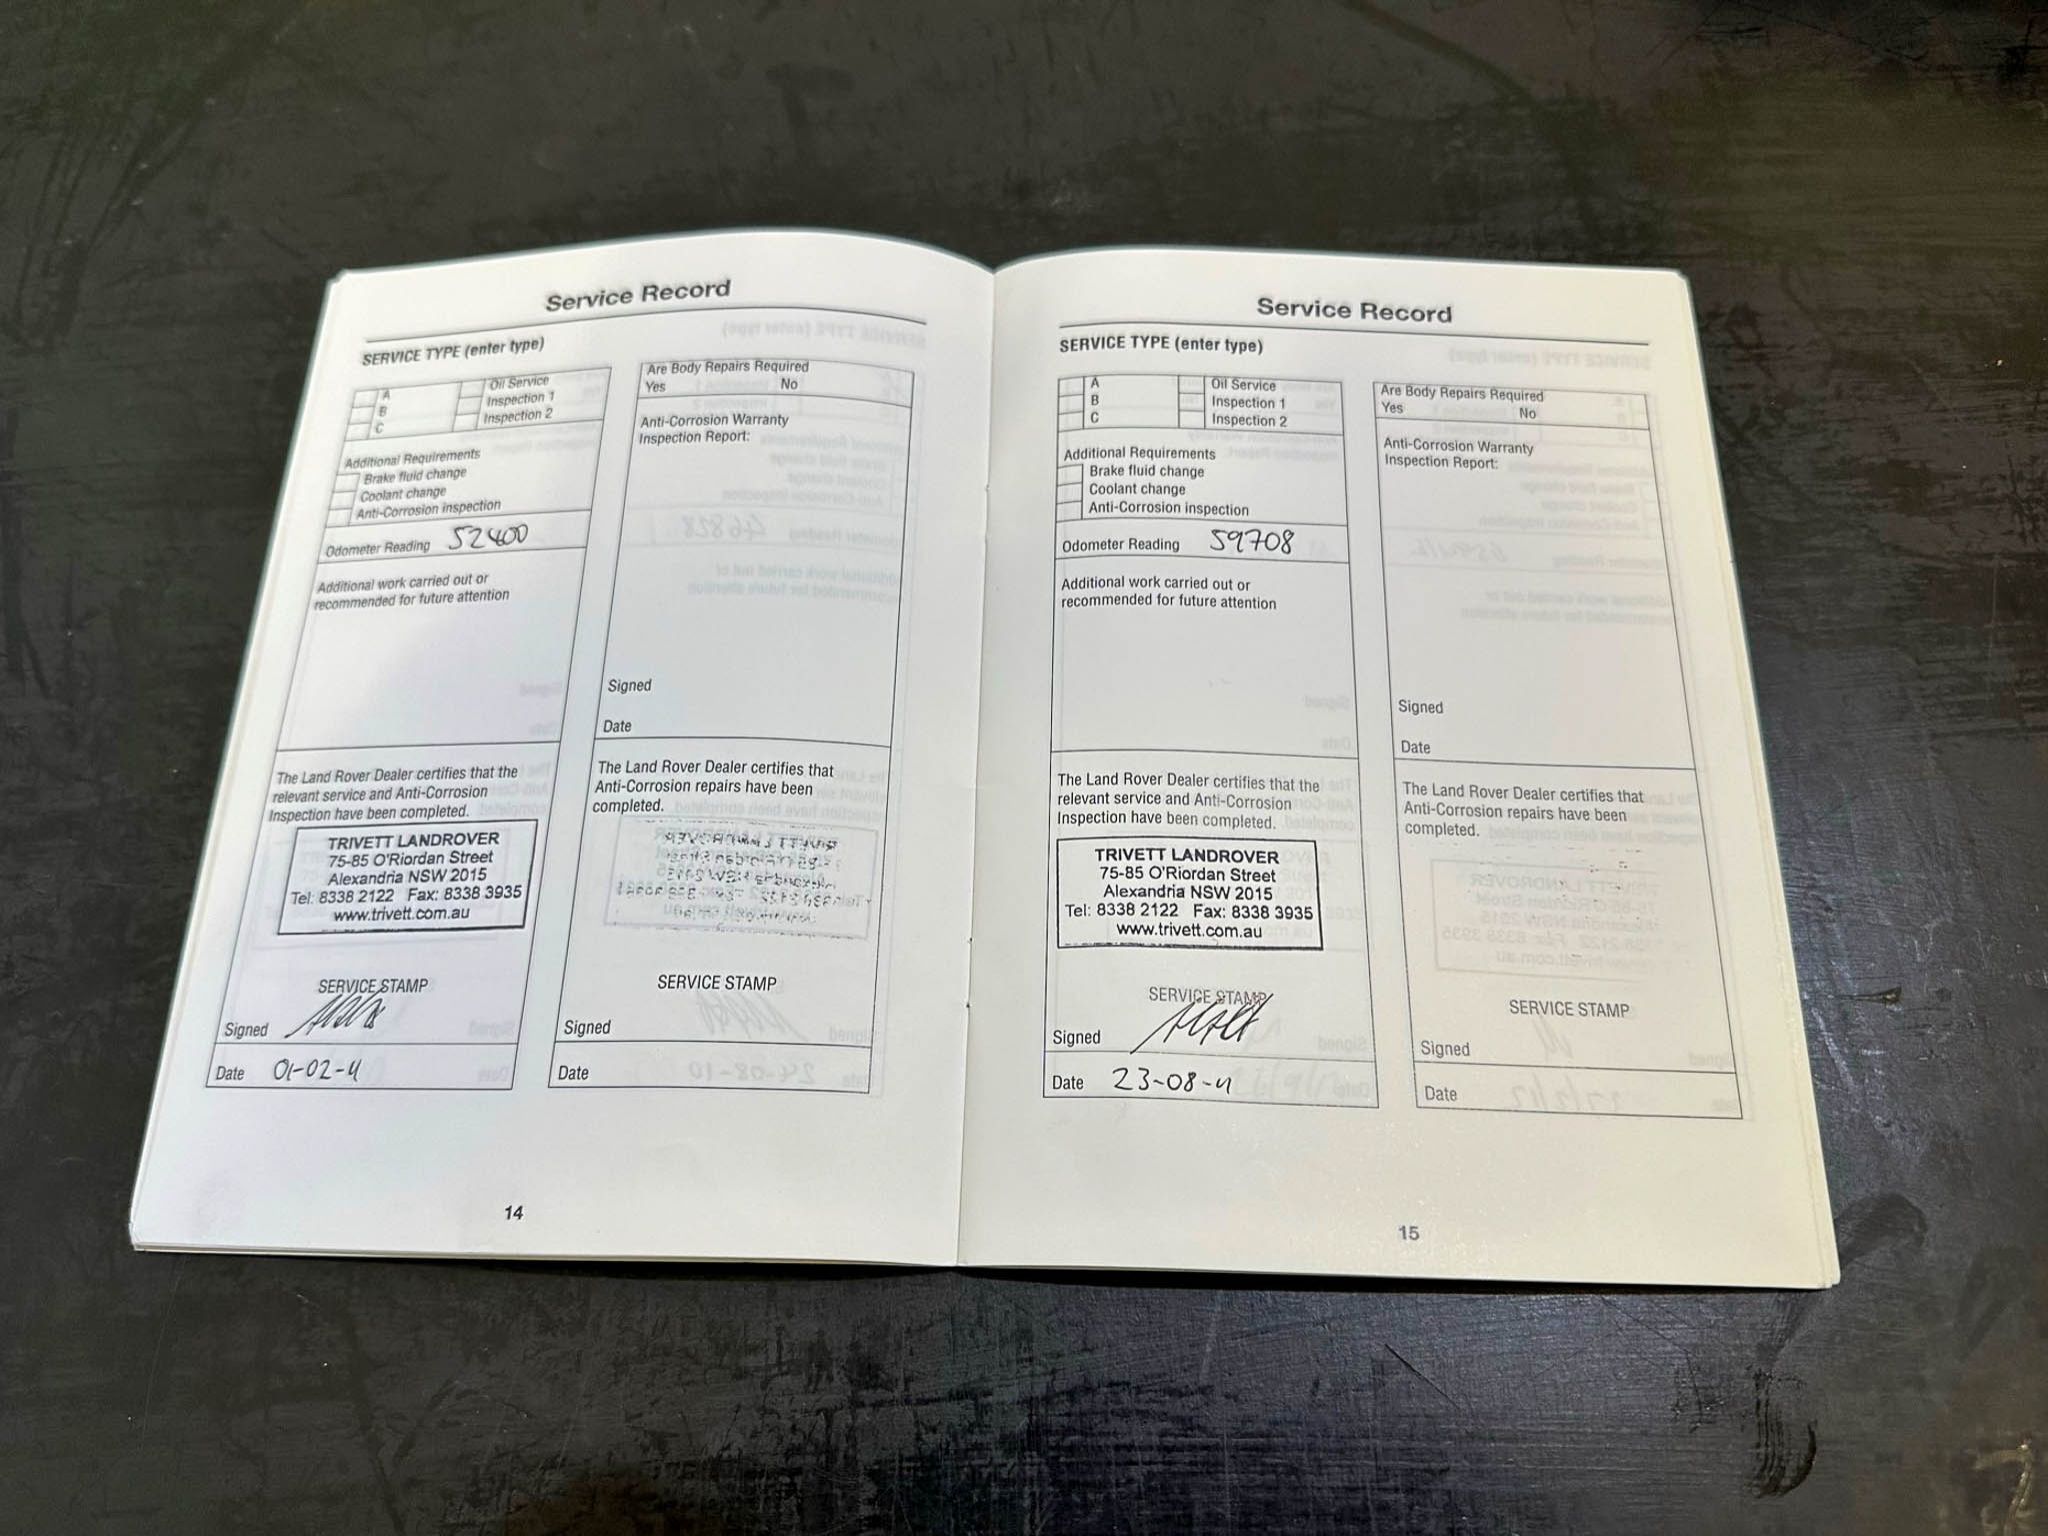 Service Record
SERVICE TYPE (enter type)
A
B
C
Oil Service
Inspection 1
Inspection 2
Additional Requirements
Brake fluid change
Coolant change
Anti-Corrosion inspection
Odometer Reading 52400
Additional work carried out or
recommended for future attention
The Land Rover Dealer certifies that the
relevant service and Anti-Corrosion
Inspection have been completed.
TRIVETT LANDROVER
75-85 O'Riordan Street
Alexandria NSW 2015
Tel: 8338 2122 Fax: 8338 3935
www.trivett.com.au
SERVICE STAMP
Signed
Date 01-02-11
Are Body Repairs Required
Yes No
Anti-Corrosion Warranty
Inspection Report:
Signed
Date
The Land Rover Dealer certifies that
Anti-Corrosion repairs have been
completed.
SERVICE STAMP
Signed
Date
14
Service Record
SERVICE TYPE (enter type)
A
B
C
Oil Service
Inspection 1
Inspection 2
Additional Requirements
Brake fluid change
Coolant change
Anti-Corrosion inspection
Odometer Reading 59708
Additional work carried out or
recommended for future attention
The Land Rover Dealer certifies that the
relevant service and Anti-Corrosion
Inspection have been completed.
TRIVETT LANDROVER
75-85 O'Riordan Street
Alexandria NSW 2015
Tel: 8338 2122 Fax: 8338 3935
www.trivett.com.au
SERVICE STAMP
Signed
Date 23-08-11
Are Body Repairs Required
Yes No
Anti-Corrosion Warranty
Inspection Report:
Signed
Date
The Land Rover Dealer certifies that
Anti-Corrosion repairs have been
completed.
SERVICE STAMP
Signed
Date
15